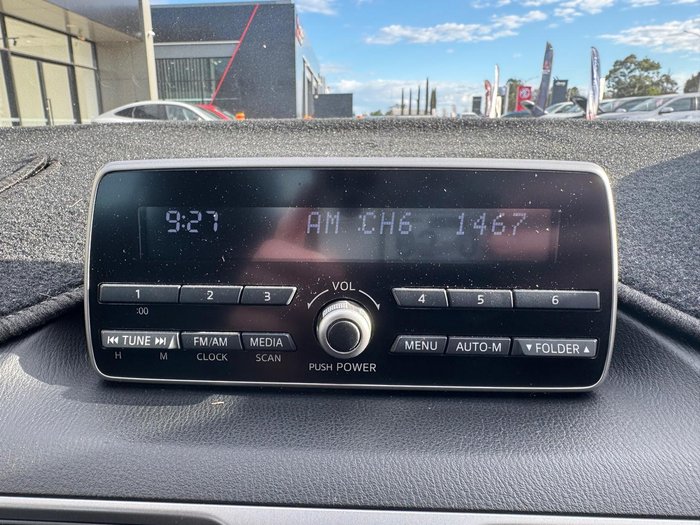 9:27 AM CH6 1467
VOL
1 2 3 4 5 6
:00
⏮ TUNE ⏭ FM/AM MEDIA MENU AUTO-M ▼ FOLDER ▲
H M CLOCK SCAN PUSH POWER